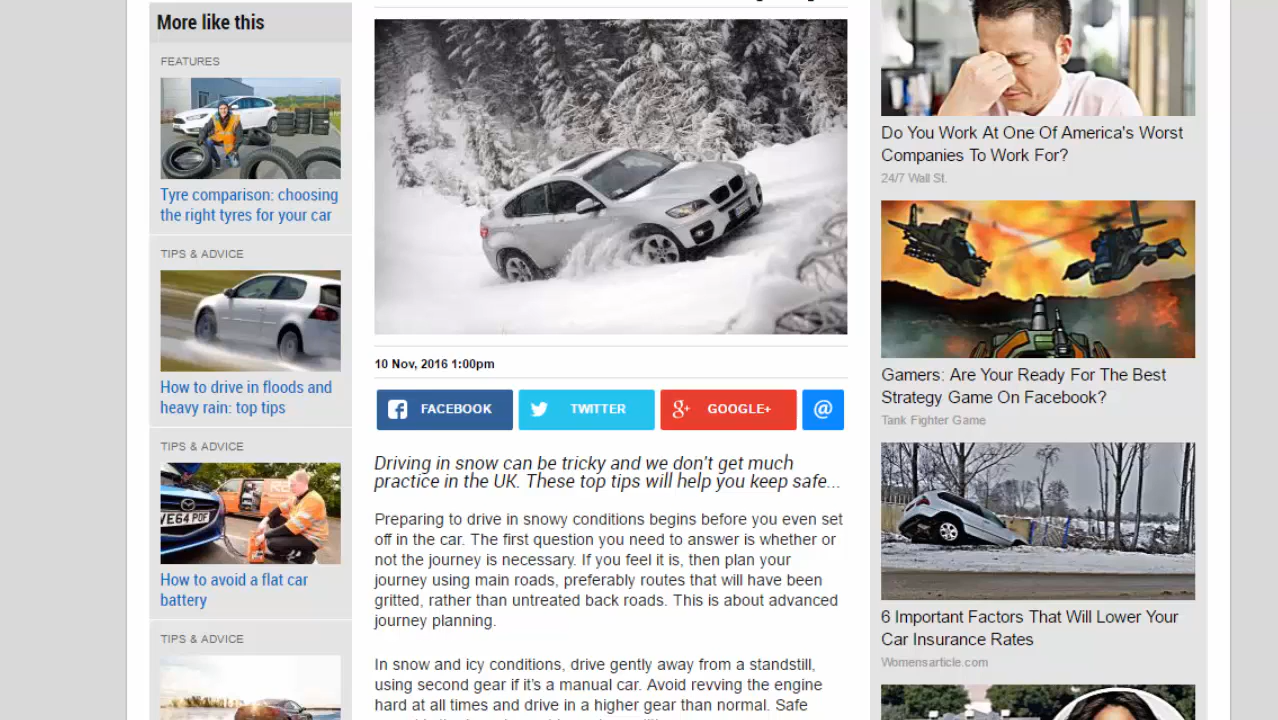 More like this
FEATURES
Tyre comparison: choosing
the right tyres for your car
TIPS & ADVICE
How to drive in floods and
heavy rain: top tips
TIPS & ADVICE
VE64 PDF
How to avoid a flat car
battery
TIPS & ADVICE
10 Nov, 2016 1:00pm
FACEBOOK
TWITTER
GOOGLE+
@
Driving in snow can be tricky and we don't get much
practice in the UK. These top tips will help you keep safe...
Preparing to drive in snowy conditions begins before you even set
off in the car. The first question you need to answer is whether or
not the journey is necessary. If you feel it is, then plan your
journey using main roads, preferably routes that will have been
gritted, rather than untreated back roads. This is about advanced
journey planning.
In snow and icy conditions, drive gently away from a standstill,
using second gear if it's a manual car. Avoid revving the engine
hard at all times and drive in a higher gear than normal. Safe
Do You Work At One Of America's Worst
Companies To Work For?
24/7 Wall St.
Gamers: Are Your Ready For The Best
Strategy Game On Facebook?
Tank Fighter Game
6 Important Factors That Will Lower Your
Car Insurance Rates
Womensarticle.com